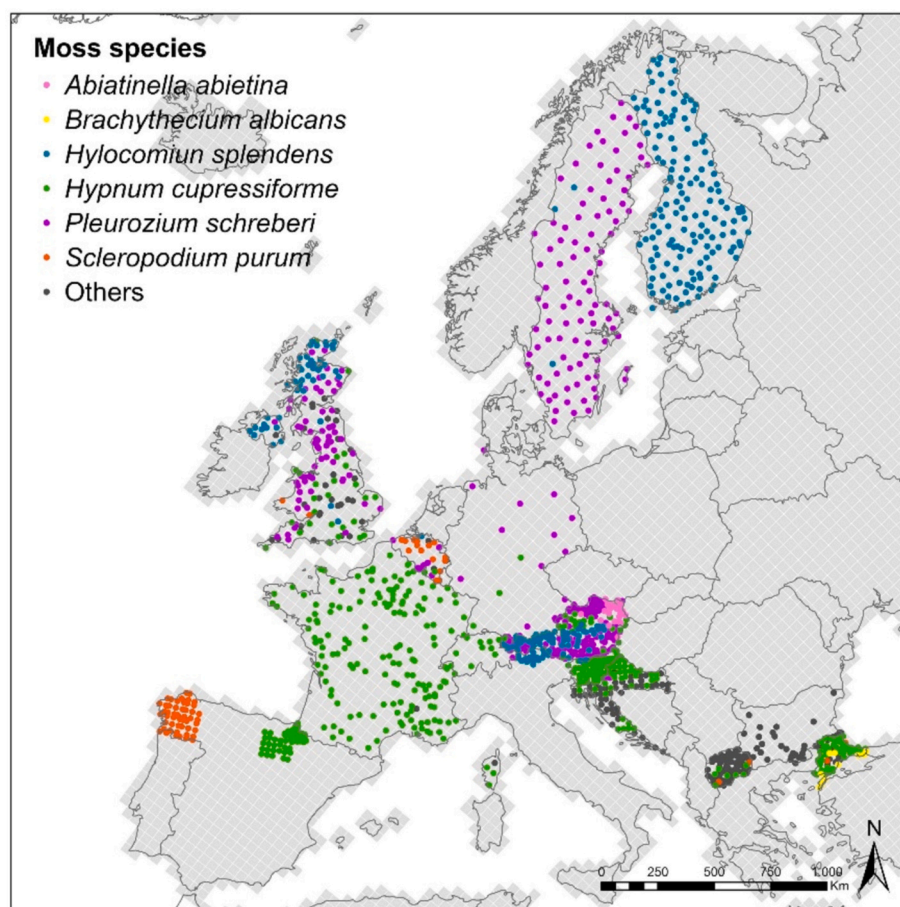 Moss species
Abiatinella abietina
Brachythecium albicans
Hylocomiun splendens
Hypnum cupressiforme
Pleurozium schreberi
Scleropodium purum
Others
N
0 250 500 750 1.000
Km